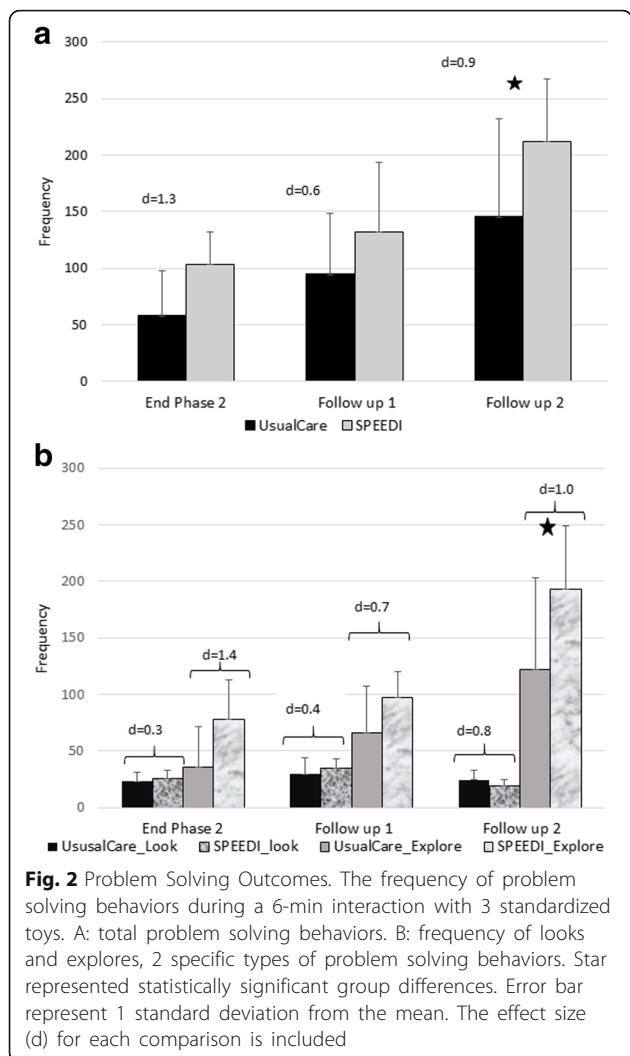 a
300
250
200
150
100
50
0
Frequency
d=1.3
d=0.6
d=0.9
★
End Phase 2 Follow up 1 Follow up 2
UsualCare SPEEDI
b
300
250
200
150
100
50
0
Frequency
d=0.3
d=1.4
d=0.4
d=0.7
d=0.8
d=1.0
★
End Phase 2 Follow up 1 Follow up 2
UsusalCare_Look SPEEDI_look UsualCare_Explore SPEEDI_Explore
Fig. 2 Problem Solving Outcomes. The frequency of problem
solving behaviors during a 6-min interaction with 3 standardized
toys. A: total problem solving behaviors. B: frequency of looks
and explores, 2 specific types of problem solving behaviors. Star
represented statistically significant group differences. Error bar
represent 1 standard deviation from the mean. The effect size
(d) for each comparison is included